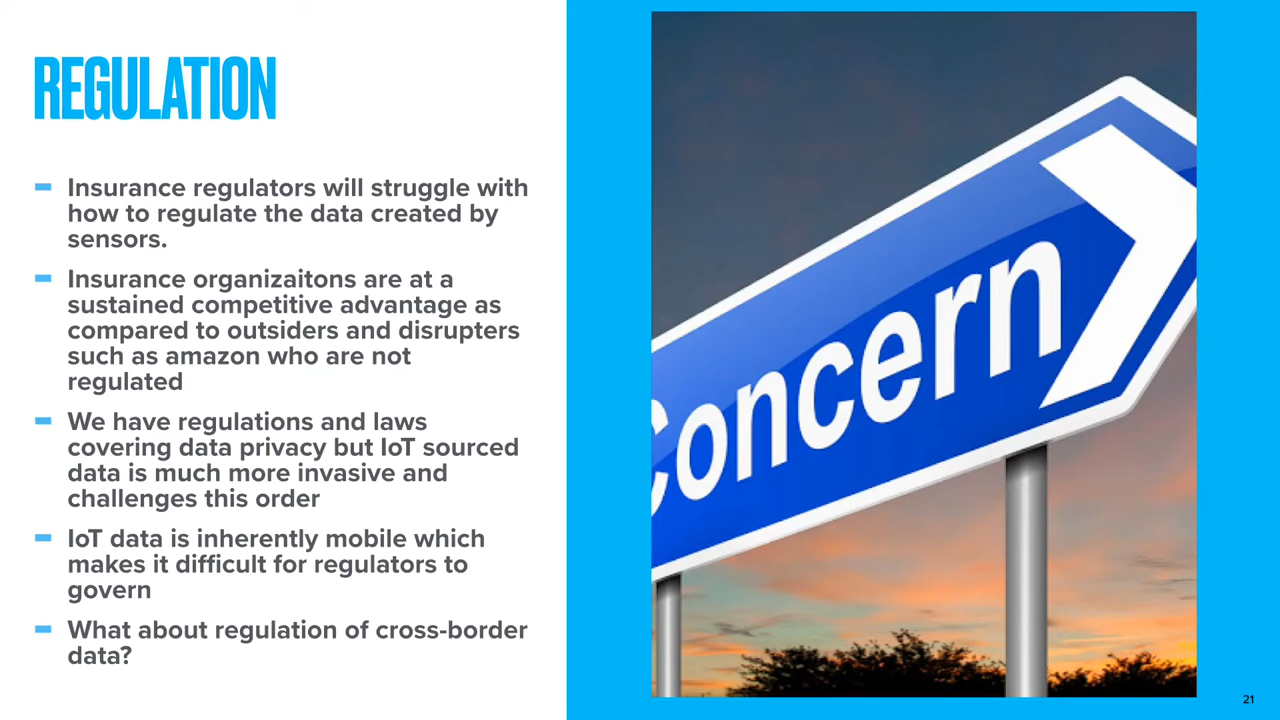 REGULATION
Insurance regulators will struggle with
how to regulate the data created by
sensors.
Insurance organizaitons are at a
sustained competitive advantage as
compared to outsiders and disrupters
such as amazon who are not
regulated
We have regulations and laws
covering data privacy but IoT sourced
data is much more invasive and
challenges this order
IoT data is inherently mobile which
makes it difficult for regulators to
govern
What about regulation of cross-border
data?
Concern
21